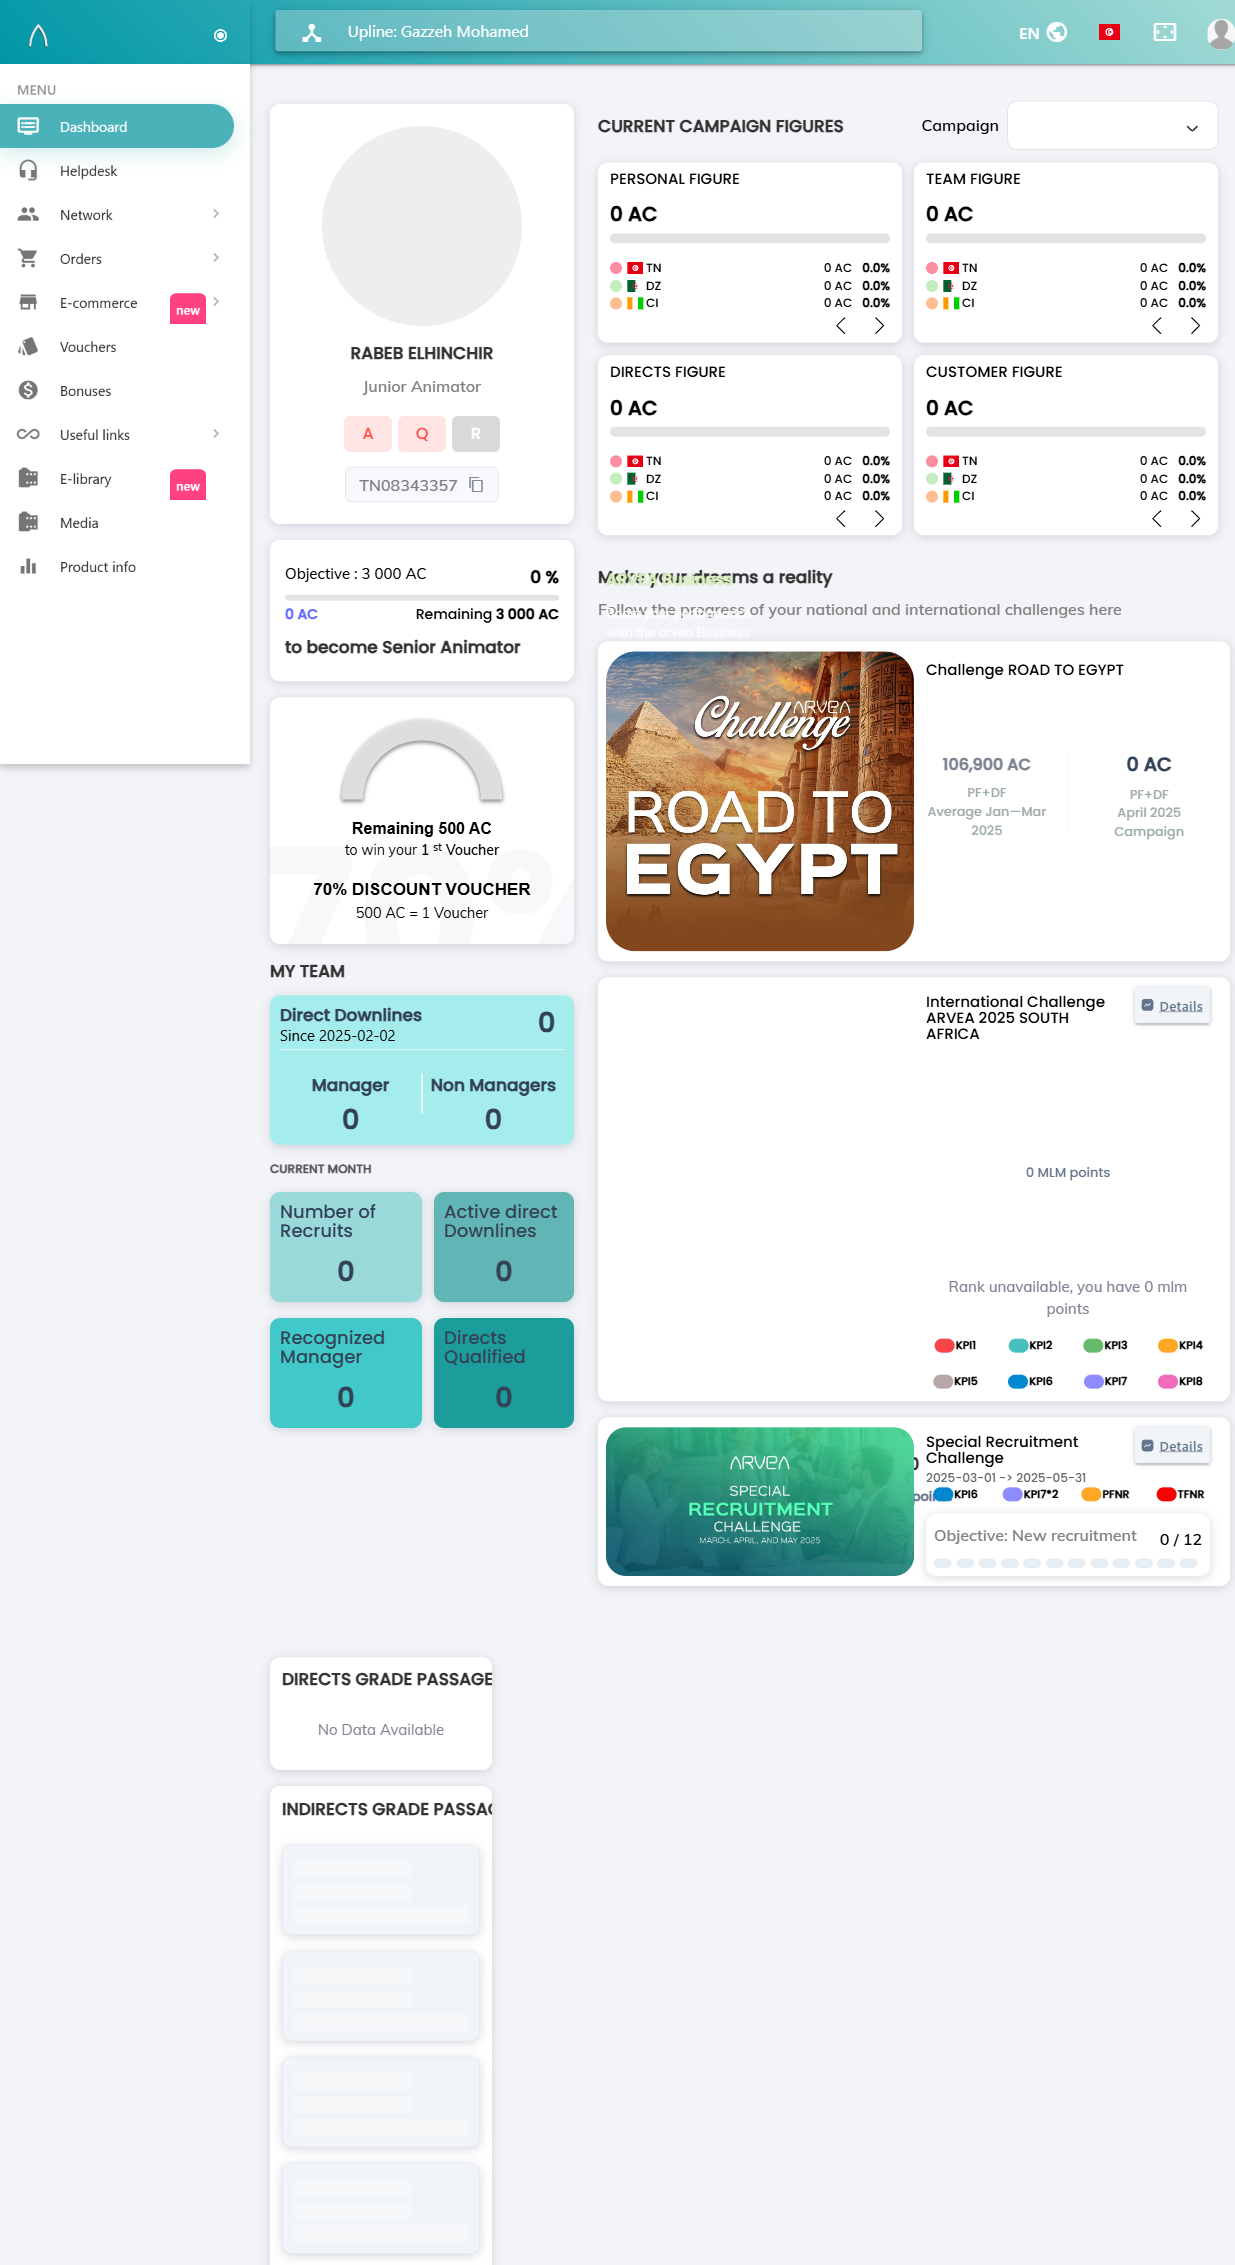 Upline: Gazzeh Mohamed
EN
MENU
Dashboard
Helpdesk
Network
Orders
E-commerce
new
Vouchers
Bonuses
Useful links
E-library
new
Media
Product info
RABEB ELHINCHIR
Junior Animator
A Q R
TN08343357
Objective : 3 000 AC
0 %
0 AC
Remaining 3 000 AC
to become Senior Animator
Remaining 500 AC
to win your 1 st Voucher
70% DISCOUNT VOUCHER
500 AC = 1 Voucher
70%
MY TEAM
Direct Downlines
Since 2025-02-02
0
Manager
0
Non Managers
0
CURRENT MONTH
Number of
Recruits
0
Active direct
Downlines
0
Recognized
Manager
0
Directs
Qualified
0
CURRENT CAMPAIGN FIGURES
Campaign
PERSONAL FIGURE
0 AC
TN 0 AC 0.0%
DZ 0 AC 0.0%
CI 0 AC 0.0%
TEAM FIGURE
0 AC
TN 0 AC 0.0%
DZ 0 AC 0.0%
CI 0 AC 0.0%
DIRECTS FIGURE
0 AC
TN 0 AC 0.0%
DZ 0 AC 0.0%
CI 0 AC 0.0%
CUSTOMER FIGURE
0 AC
TN 0 AC 0.0%
DZ 0 AC 0.0%
CI 0 AC 0.0%
Make your dreams a reality
ARVEA Business
Follow the progress of your national and international challenges here
with the arvea Business
ARVEA
Challenge
ROAD TO
EGYPT
Challenge ROAD TO EGYPT
106,900 AC
PF+DF
Average Jan—Mar
2025
0 AC
PF+DF
April 2025
Campaign
International Challenge
ARVEA 2025 SOUTH
AFRICA
Details
0 MLM points
Rank unavailable, you have 0 mlm
points
KPI1 KPI2 KPI3 KPI4
KPI5 KPI6 KPI7 KPI8
ARVEA
SPECIAL
RECRUITMENT
CHALLENGE
MARCH, APRIL, AND MAY 2025
Special Recruitment
Challenge
Details
2025-03-01 -> 2025-05-31
KPI6 KPI7*2 PFNR TFNR
Objective: New recruitment
0 / 12
DIRECTS GRADE PASSAGE
No Data Available
INDIRECTS GRADE PASSAG